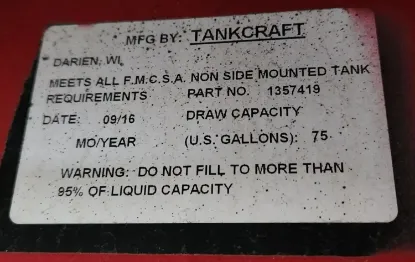 MFG BY: TANKCRAFT
DARIEN, WI,
MEETS ALL F.M.C.S.A. NON SIDE MOUNTED TANK
REQUIREMENTS PART NO. 1357419
DATE: 09/16 DRAW CAPACITY
MO/YEAR (U.S. GALLONS): 75
WARNING: DO NOT FILL TO MORE THAN
95% OF LIQUID CAPACITY